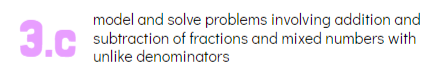 3.c
model and solve problems involving addition and
subtraction of fractions and mixed numbers with
unlike denominators